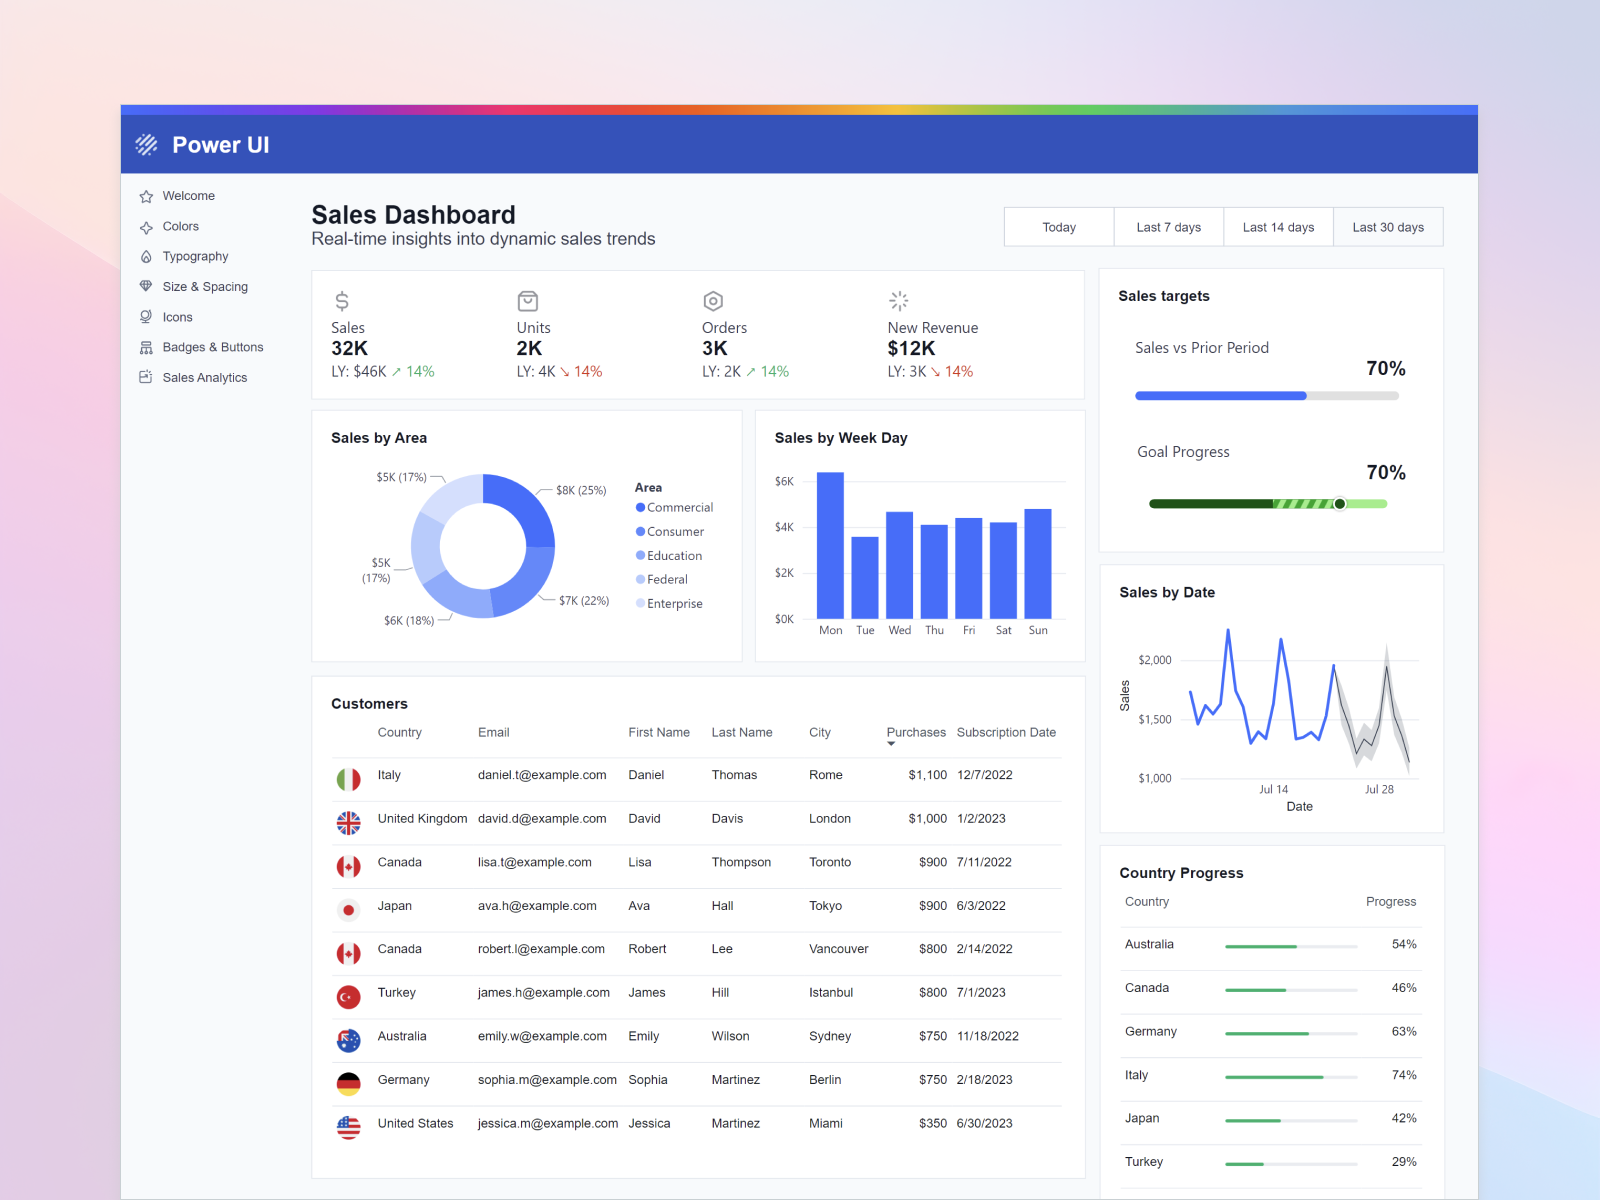 Power UI
Welcome
Colors
Typography
Size & Spacing
Icons
Badges & Buttons
Sales Analytics
Sales Dashboard
Real-time insights into dynamic sales trends
Today Last 7 days Last 14 days Last 30 days
Sales Units Orders New Revenue
32K 2K 3K $12K
LY: $46K ↗ 14% LY: 4K ↘ 14% LY: 2K ↗ 14% LY: 3K ↘ 14%
Sales targets
Sales vs Prior Period
70%
Goal Progress
70%
Sales by Area
$5K (17%)
$8K (25%)
$5K
(17%)
$7K (22%)
$6K (18%)
Area
Commercial
Consumer
Education
Federal
Enterprise
Sales by Week Day
$6K
$4K
$2K
$0K
Mon Tue Wed Thu Fri Sat Sun
Sales by Date
Sales
$2,000
$1,500
$1,000
Jul 14 Jul 28
Date
Customers
Country Email First Name Last Name City Purchases Subscription Date
Italy daniel.t@example.com Daniel Thomas Rome $1,100 12/7/2022
United Kingdom david.d@example.com David Davis London $1,000 1/2/2023
Canada lisa.t@example.com Lisa Thompson Toronto $900 7/11/2022
Japan ava.h@example.com Ava Hall Tokyo $900 6/3/2022
Canada robert.l@example.com Robert Lee Vancouver $800 2/14/2022
Turkey james.h@example.com James Hill Istanbul $800 7/1/2023
Australia emily.w@example.com Emily Wilson Sydney $750 11/18/2022
Germany sophia.m@example.com Sophia Martinez Berlin $750 2/18/2023
United States jessica.m@example.com Jessica Martinez Miami $350 6/30/2023
Country Progress
Country Progress
Australia 54%
Canada 46%
Germany 63%
Italy 74%
Japan 42%
Turkey 29%